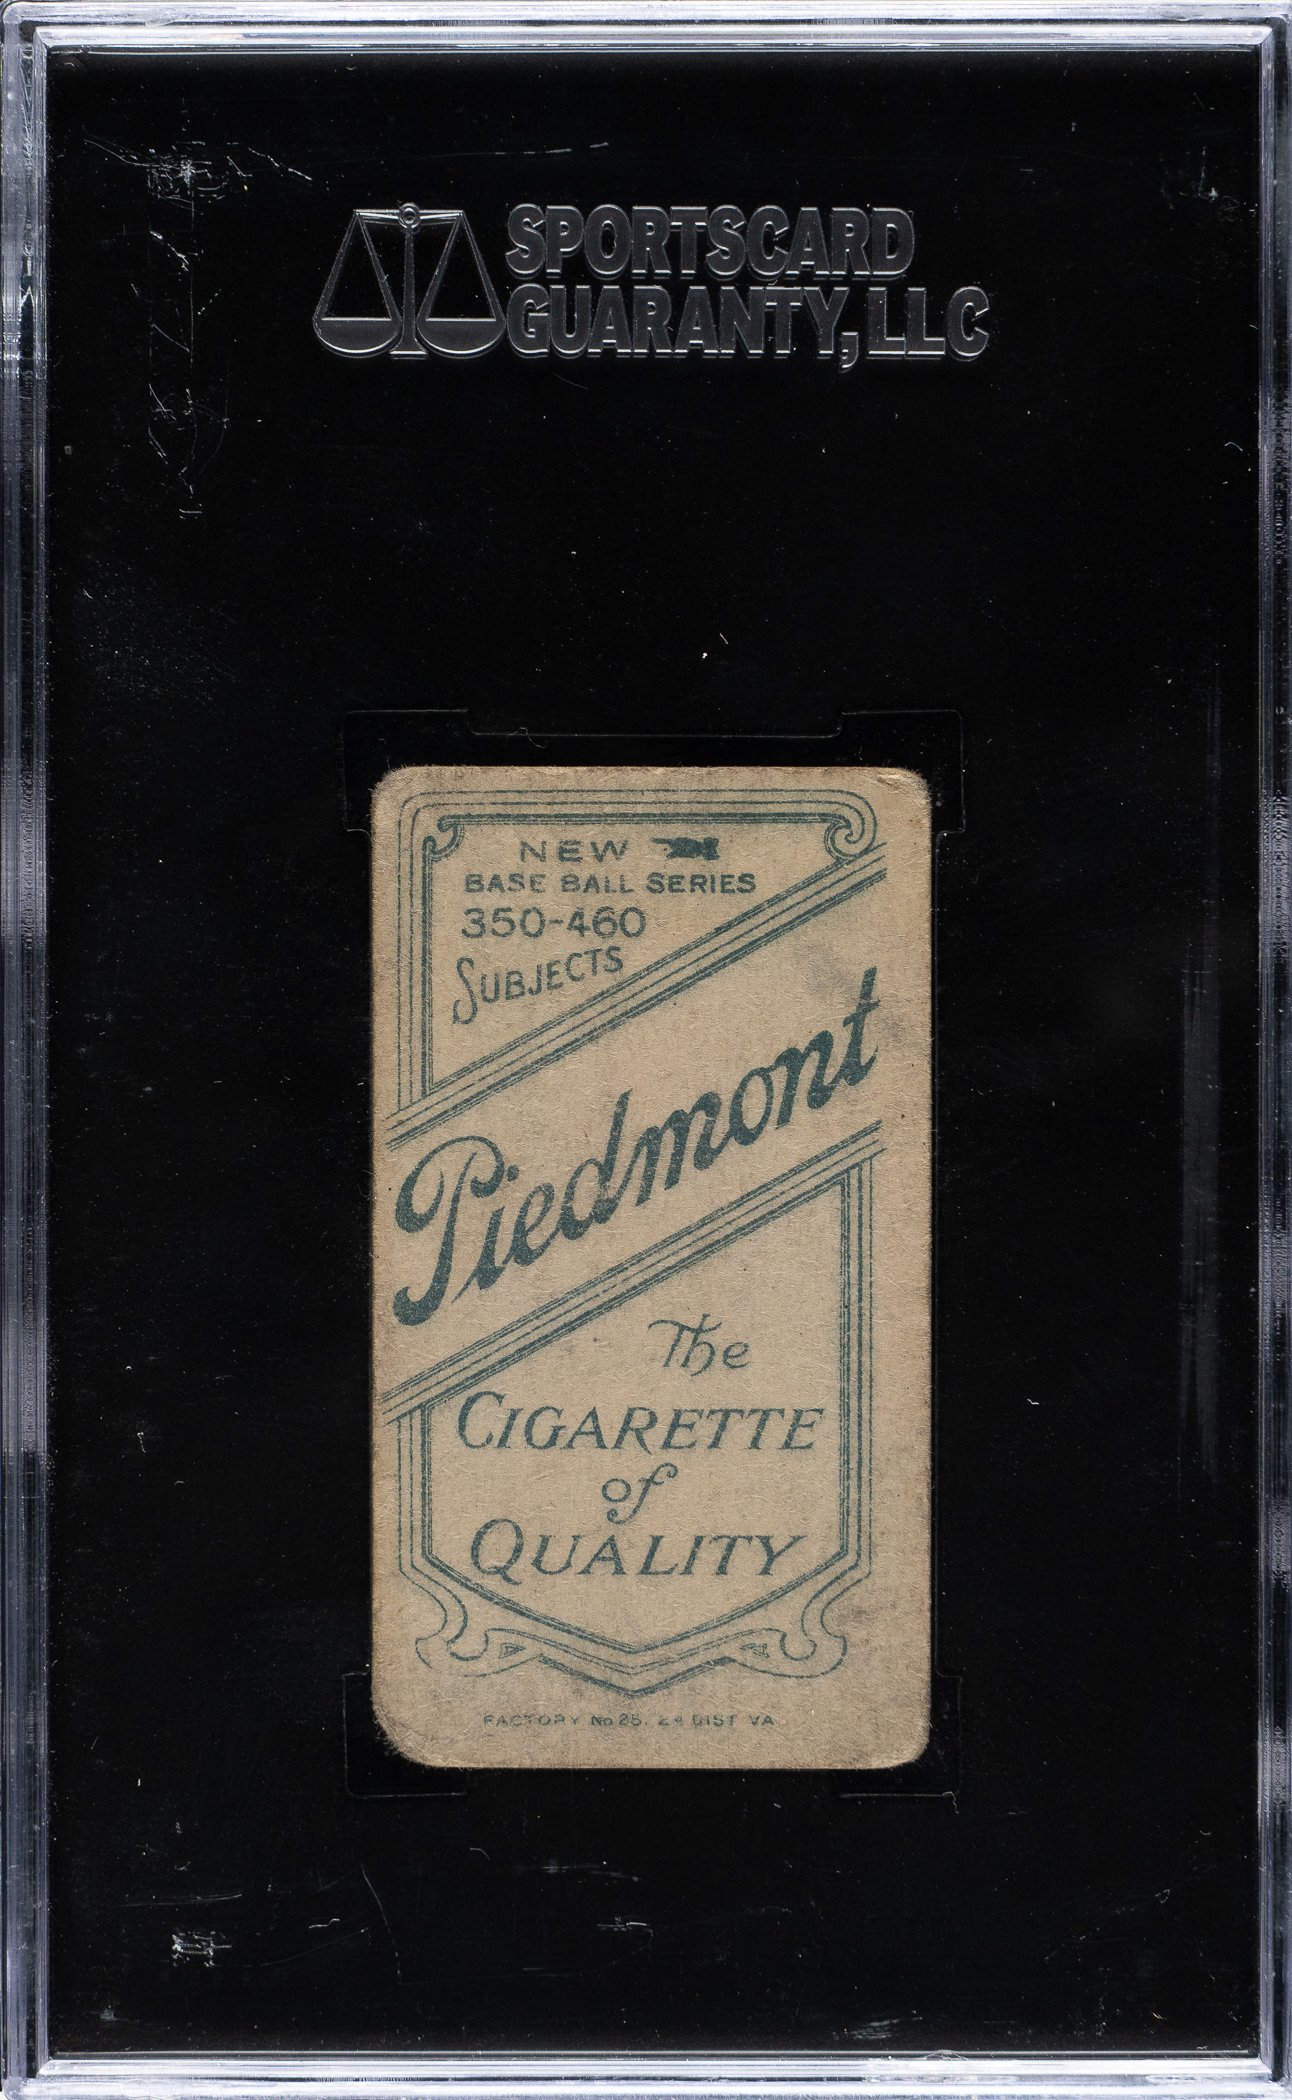 SPORTSCARD
GUARANTY, LLC
NEW
BASE BALL SERIES
350-460
SUBJECTS
Piedmont
The
CIGARETTE
of
QUALITY
FACTORY No 25. 2d DIST VA